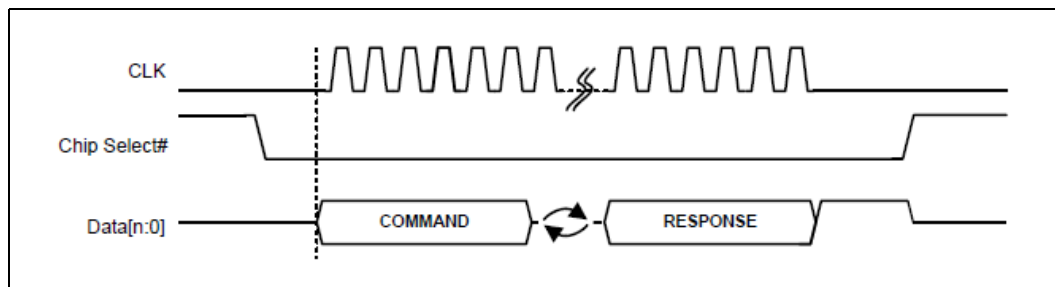 CLK
Chip Select#
Data[n:0]
COMMAND
RESPONSE